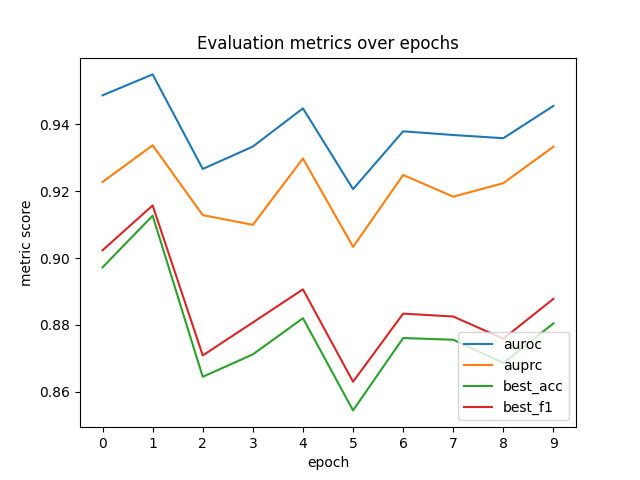 Evaluation metrics over epochs
metric score
0.94
0.92
0.90
0.88
0.86
0 1 2 3 4 5 6 7 8 9
epoch
auroc
auprc
best_acc
best_f1